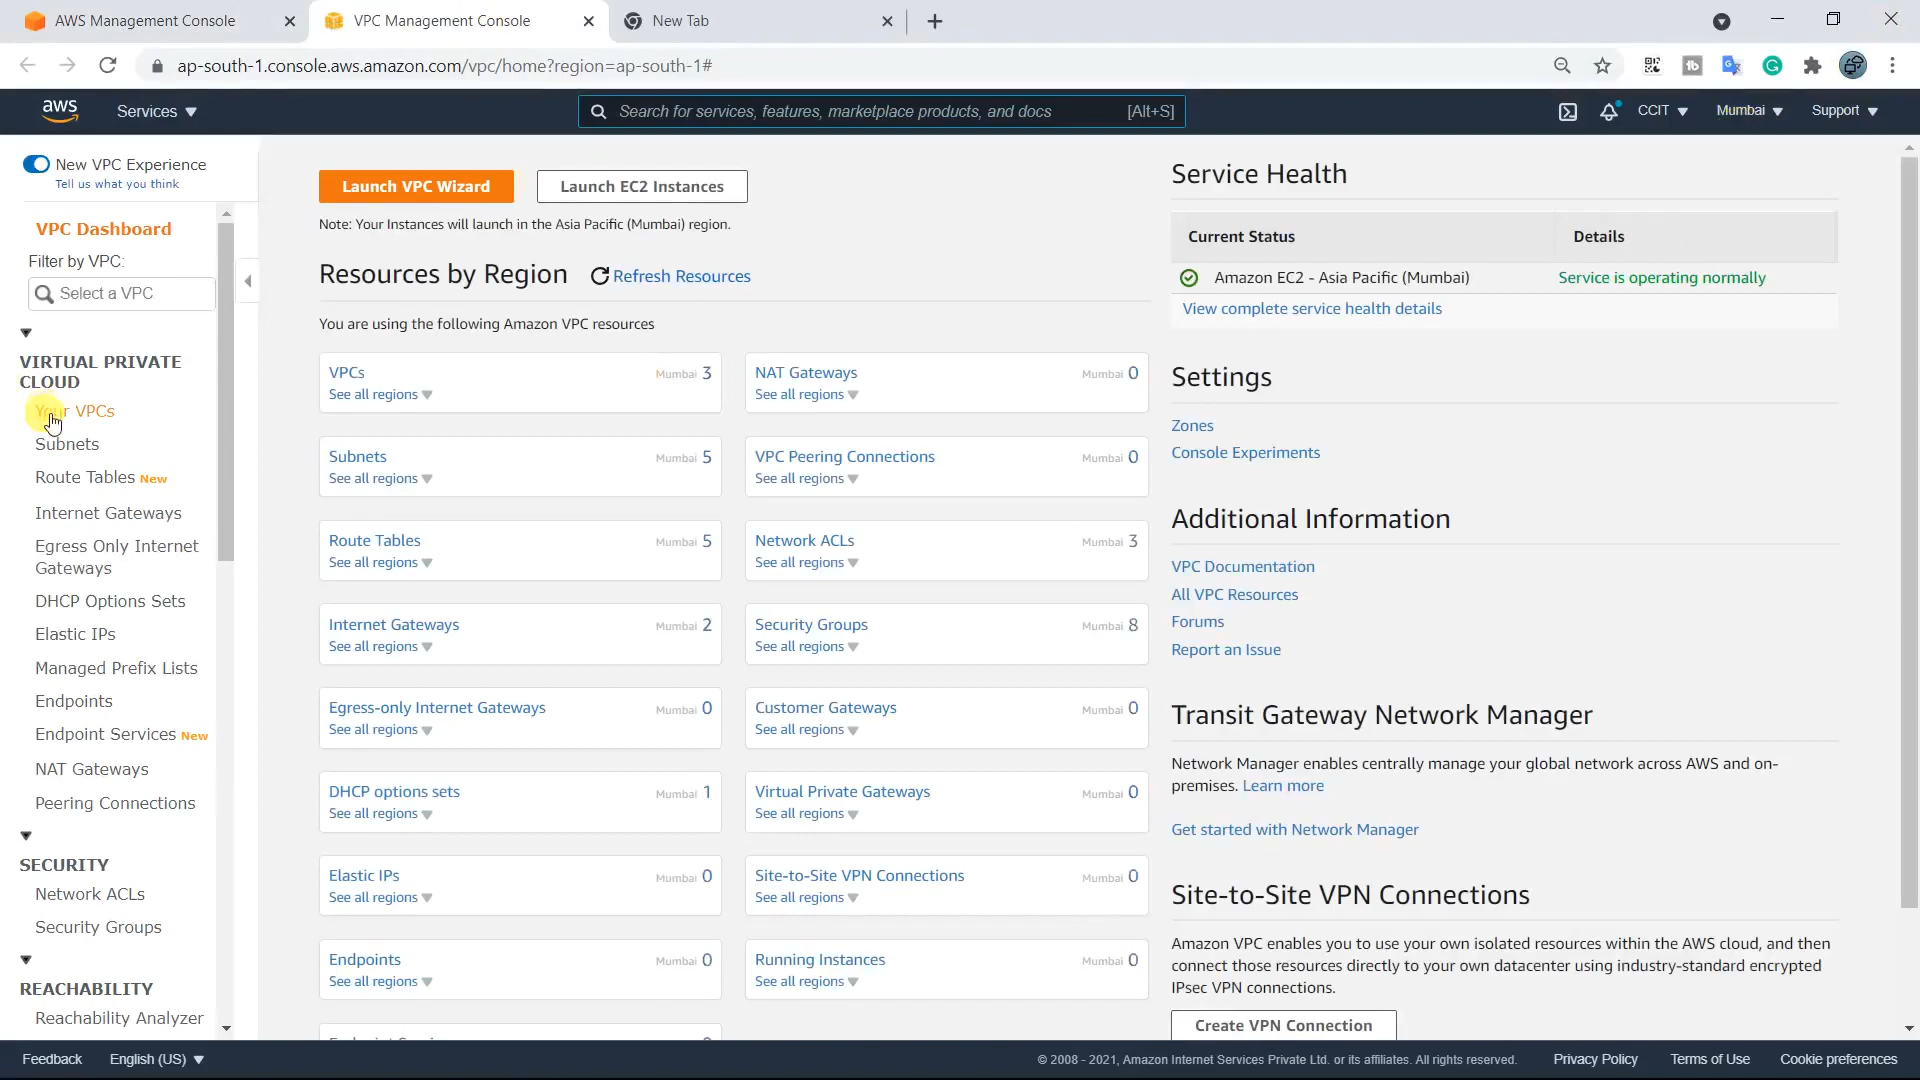 AWS Management Console
VPC Management Console
New Tab
ap-south-1.console.aws.amazon.com/vpc/home?region=ap-south-1#
aws
Services
Search for services, features, marketplace products, and docs [Alt+S]
CCIT
Mumbai
Support
New VPC Experience
Tell us what you think
VPC Dashboard
Filter by VPC:
Select a VPC
VIRTUAL PRIVATE
CLOUD
Your VPCs
Subnets
Route Tables New
Internet Gateways
Egress Only Internet
Gateways
DHCP Options Sets
Elastic IPs
Managed Prefix Lists
Endpoints
Endpoint Services New
NAT Gateways
Peering Connections
SECURITY
Network ACLs
Security Groups
REACHABILITY
Reachability Analyzer
Launch VPC Wizard
Launch EC2 Instances
Note: Your Instances will launch in the Asia Pacific (Mumbai) region.
Resources by Region
Refresh Resources
You are using the following Amazon VPC resources
VPCs Mumbai 3
See all regions
NAT Gateways Mumbai 0
See all regions
Subnets Mumbai 5
See all regions
VPC Peering Connections Mumbai 0
See all regions
Route Tables Mumbai 5
See all regions
Network ACLs Mumbai 3
See all regions
Internet Gateways Mumbai 2
See all regions
Security Groups Mumbai 8
See all regions
Egress-only Internet Gateways Mumbai 0
See all regions
Customer Gateways Mumbai 0
See all regions
DHCP options sets Mumbai 1
See all regions
Virtual Private Gateways Mumbai 0
See all regions
Elastic IPs Mumbai 0
See all regions
Site-to-Site VPN Connections Mumbai 0
See all regions
Endpoints Mumbai 0
See all regions
Running Instances Mumbai 0
See all regions
Service Health
Current Status Details
Amazon EC2 - Asia Pacific (Mumbai) Service is operating normally
View complete service health details
Settings
Zones
Console Experiments
Additional Information
VPC Documentation
All VPC Resources
Forums
Report an Issue
Transit Gateway Network Manager
Network Manager enables centrally manage your global network across AWS and on-
premises. Learn more
Get started with Network Manager
Site-to-Site VPN Connections
Amazon VPC enables you to use your own isolated resources within the AWS cloud, and then
connect those resources directly to your own datacenter using industry-standard encrypted
IPsec VPN connections.
Create VPN Connection
Feedback
English (US)
© 2008 - 2021, Amazon Internet Services Private Ltd. or its affiliates. All rights reserved.
Privacy Policy
Terms of Use
Cookie preferences